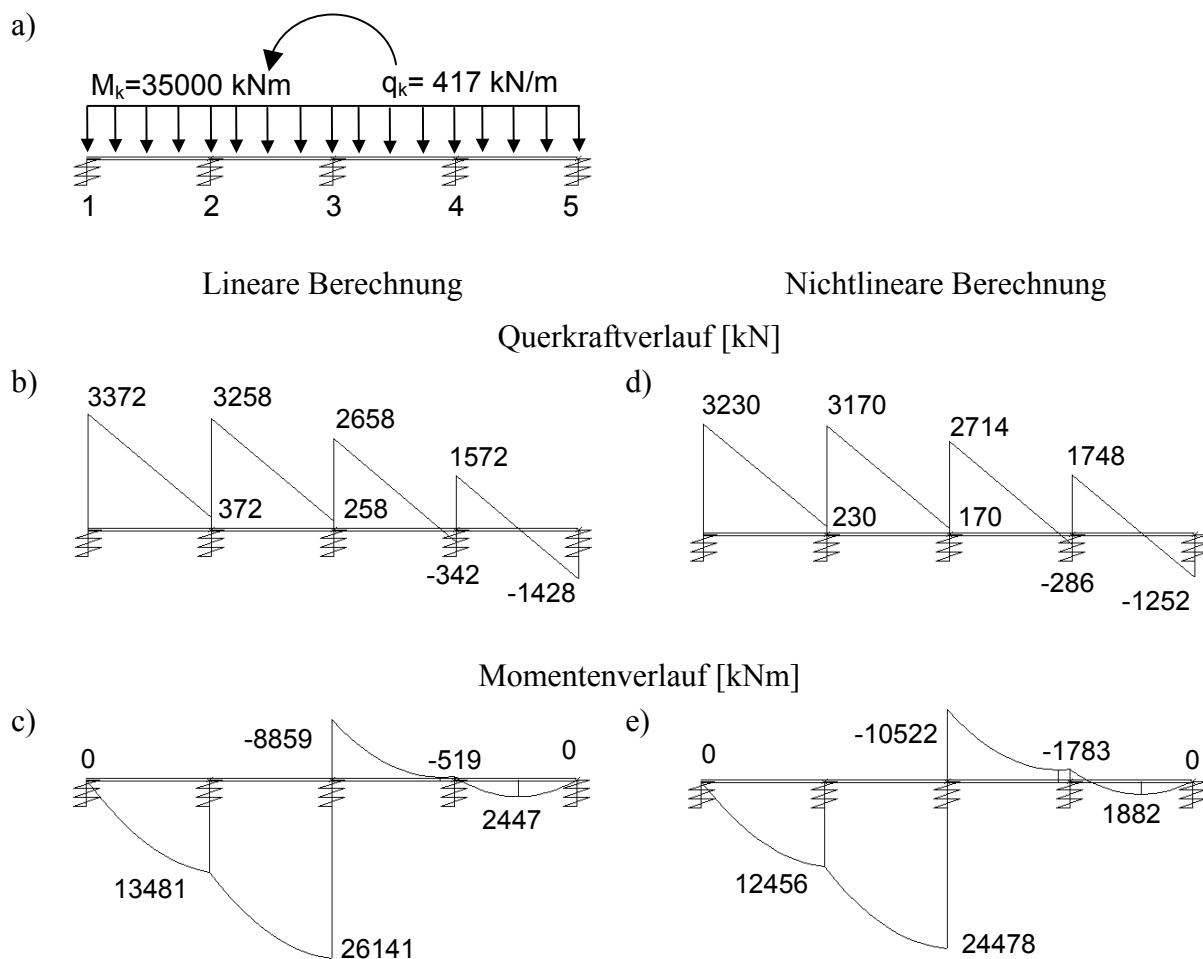 a)
M_k=35000 kNm q_k= 417 kN/m
1 2 3 4 5
Lineare Berechnung Nichtlineare Berechnung
Querkraftverlauf [kN]
b)
3372 3258 2658 1572
372 258 -342 -1428
d)
3230 3170 2714 1748
230 170 -286 -1252
Momentenverlauf [kNm]
c)
0 -8859 -519 0
2447
13481
26141
e)
0 -10522 -1783 0
1882
12456
24478